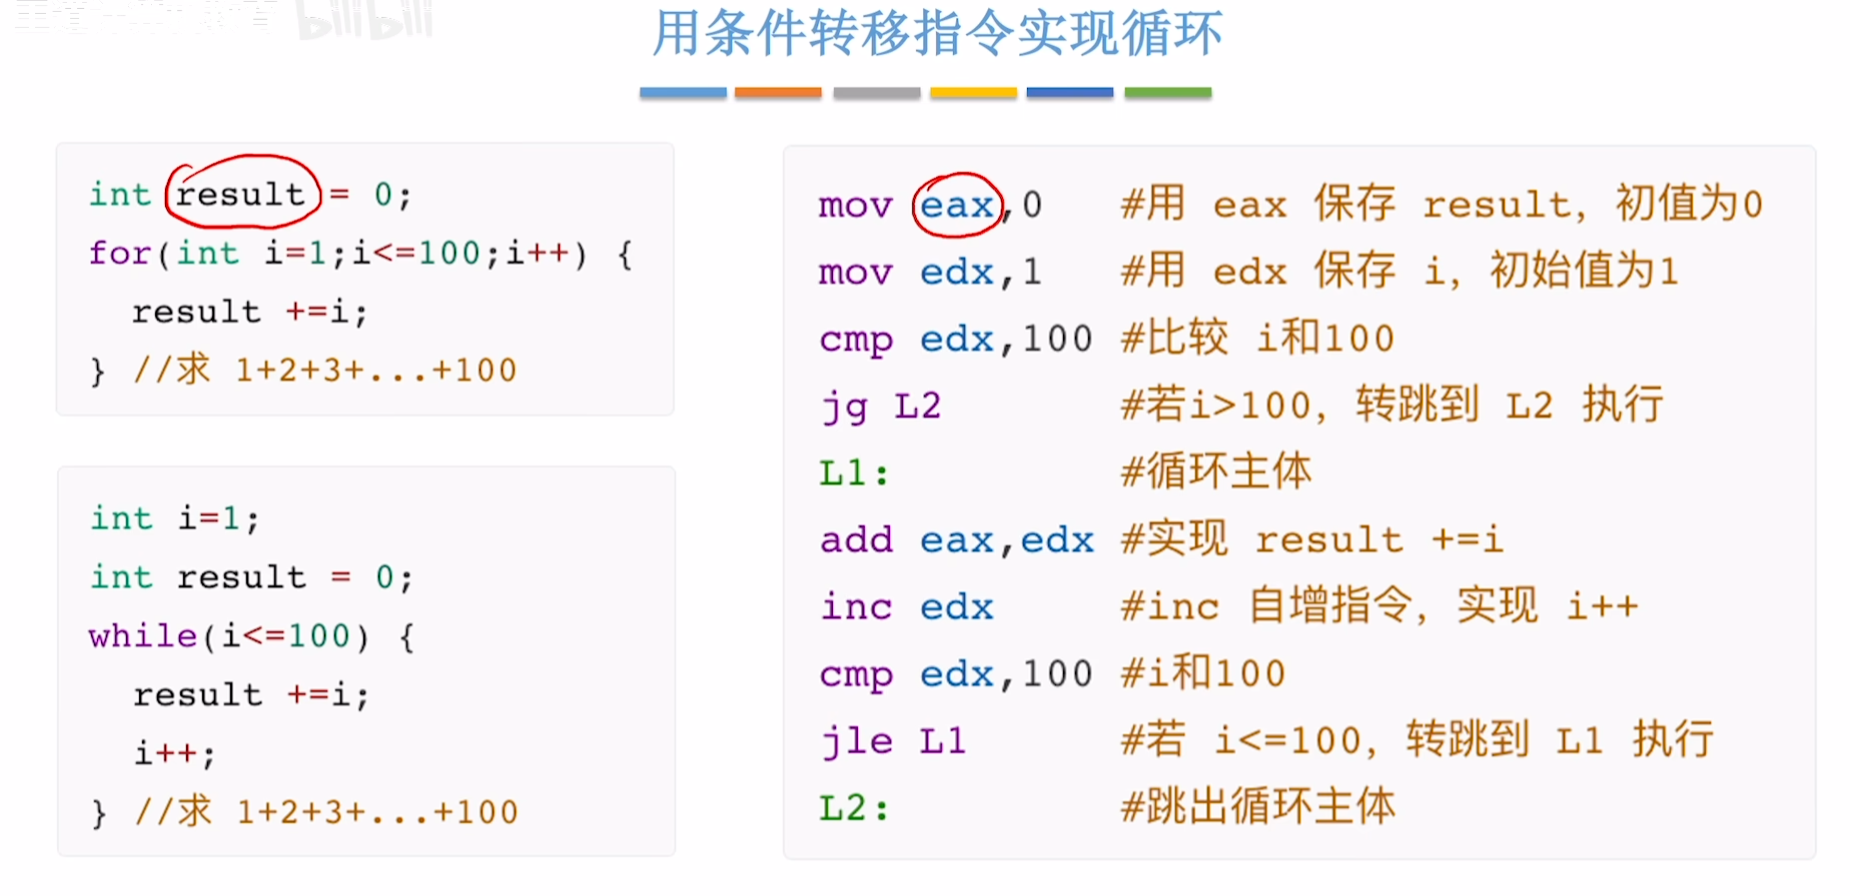 bilibili
用条件转移指令实现循环
int result = 0;
for(int i=1;i<=100;i++) {
result +=i;
} //求 1+2+3+...+100
int i=1;
int result = 0;
while(i<=100) {
result +=i;
i++;
} //求 1+2+3+...+100
mov eax,0 #用 eax 保存 result, 初值为0
mov edx,1 #用 edx 保存 i, 初始值为1
cmp edx,100 #比较 i和100
jg L2 #若i>100, 转跳到 L2 执行
L1: #循环主体
add eax,edx #实现 result +=i
inc edx #inc 自增指令, 实现 i++
cmp edx,100 #i和100
jle L1 #若 i<=100, 转跳到 L1 执行
L2: #跳出循环主体